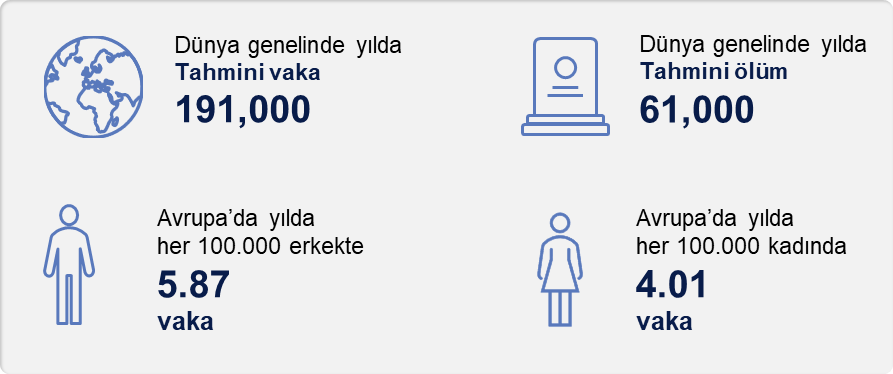 Dünya genelinde yılda
Tahmini vaka
191,000
Dünya genelinde yılda
Tahmini ölüm
61,000
Avrupa’da yılda
her 100.000 erkekte
5.87
vaka
Avrupa’da yılda
her 100.000 kadında
4.01
vaka